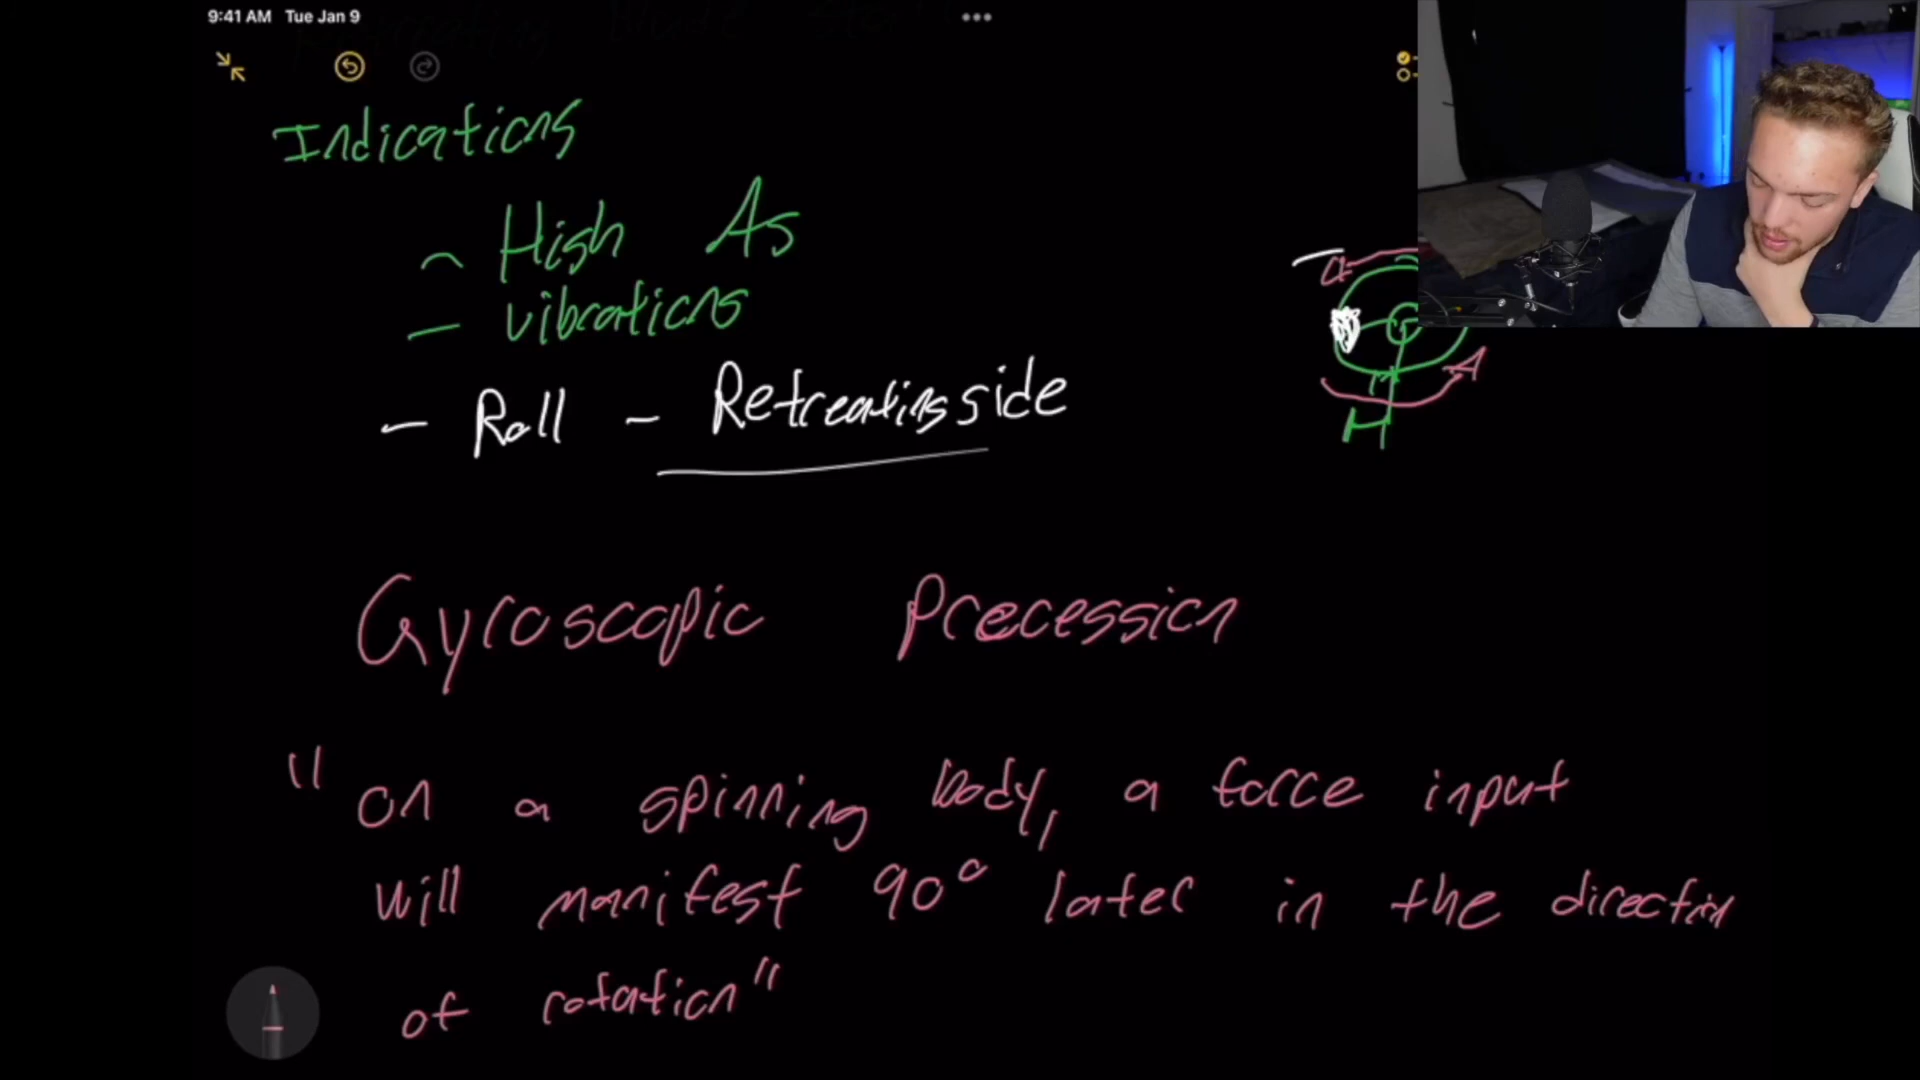 9:41 AM Tue Jan 9
Indications
- High As
- Vibrations
- Roll - Retreating side
A
H
Gyroscopic Precession
"On a spinning body, a force input
will manifest 90° later in the direction
of rotation"